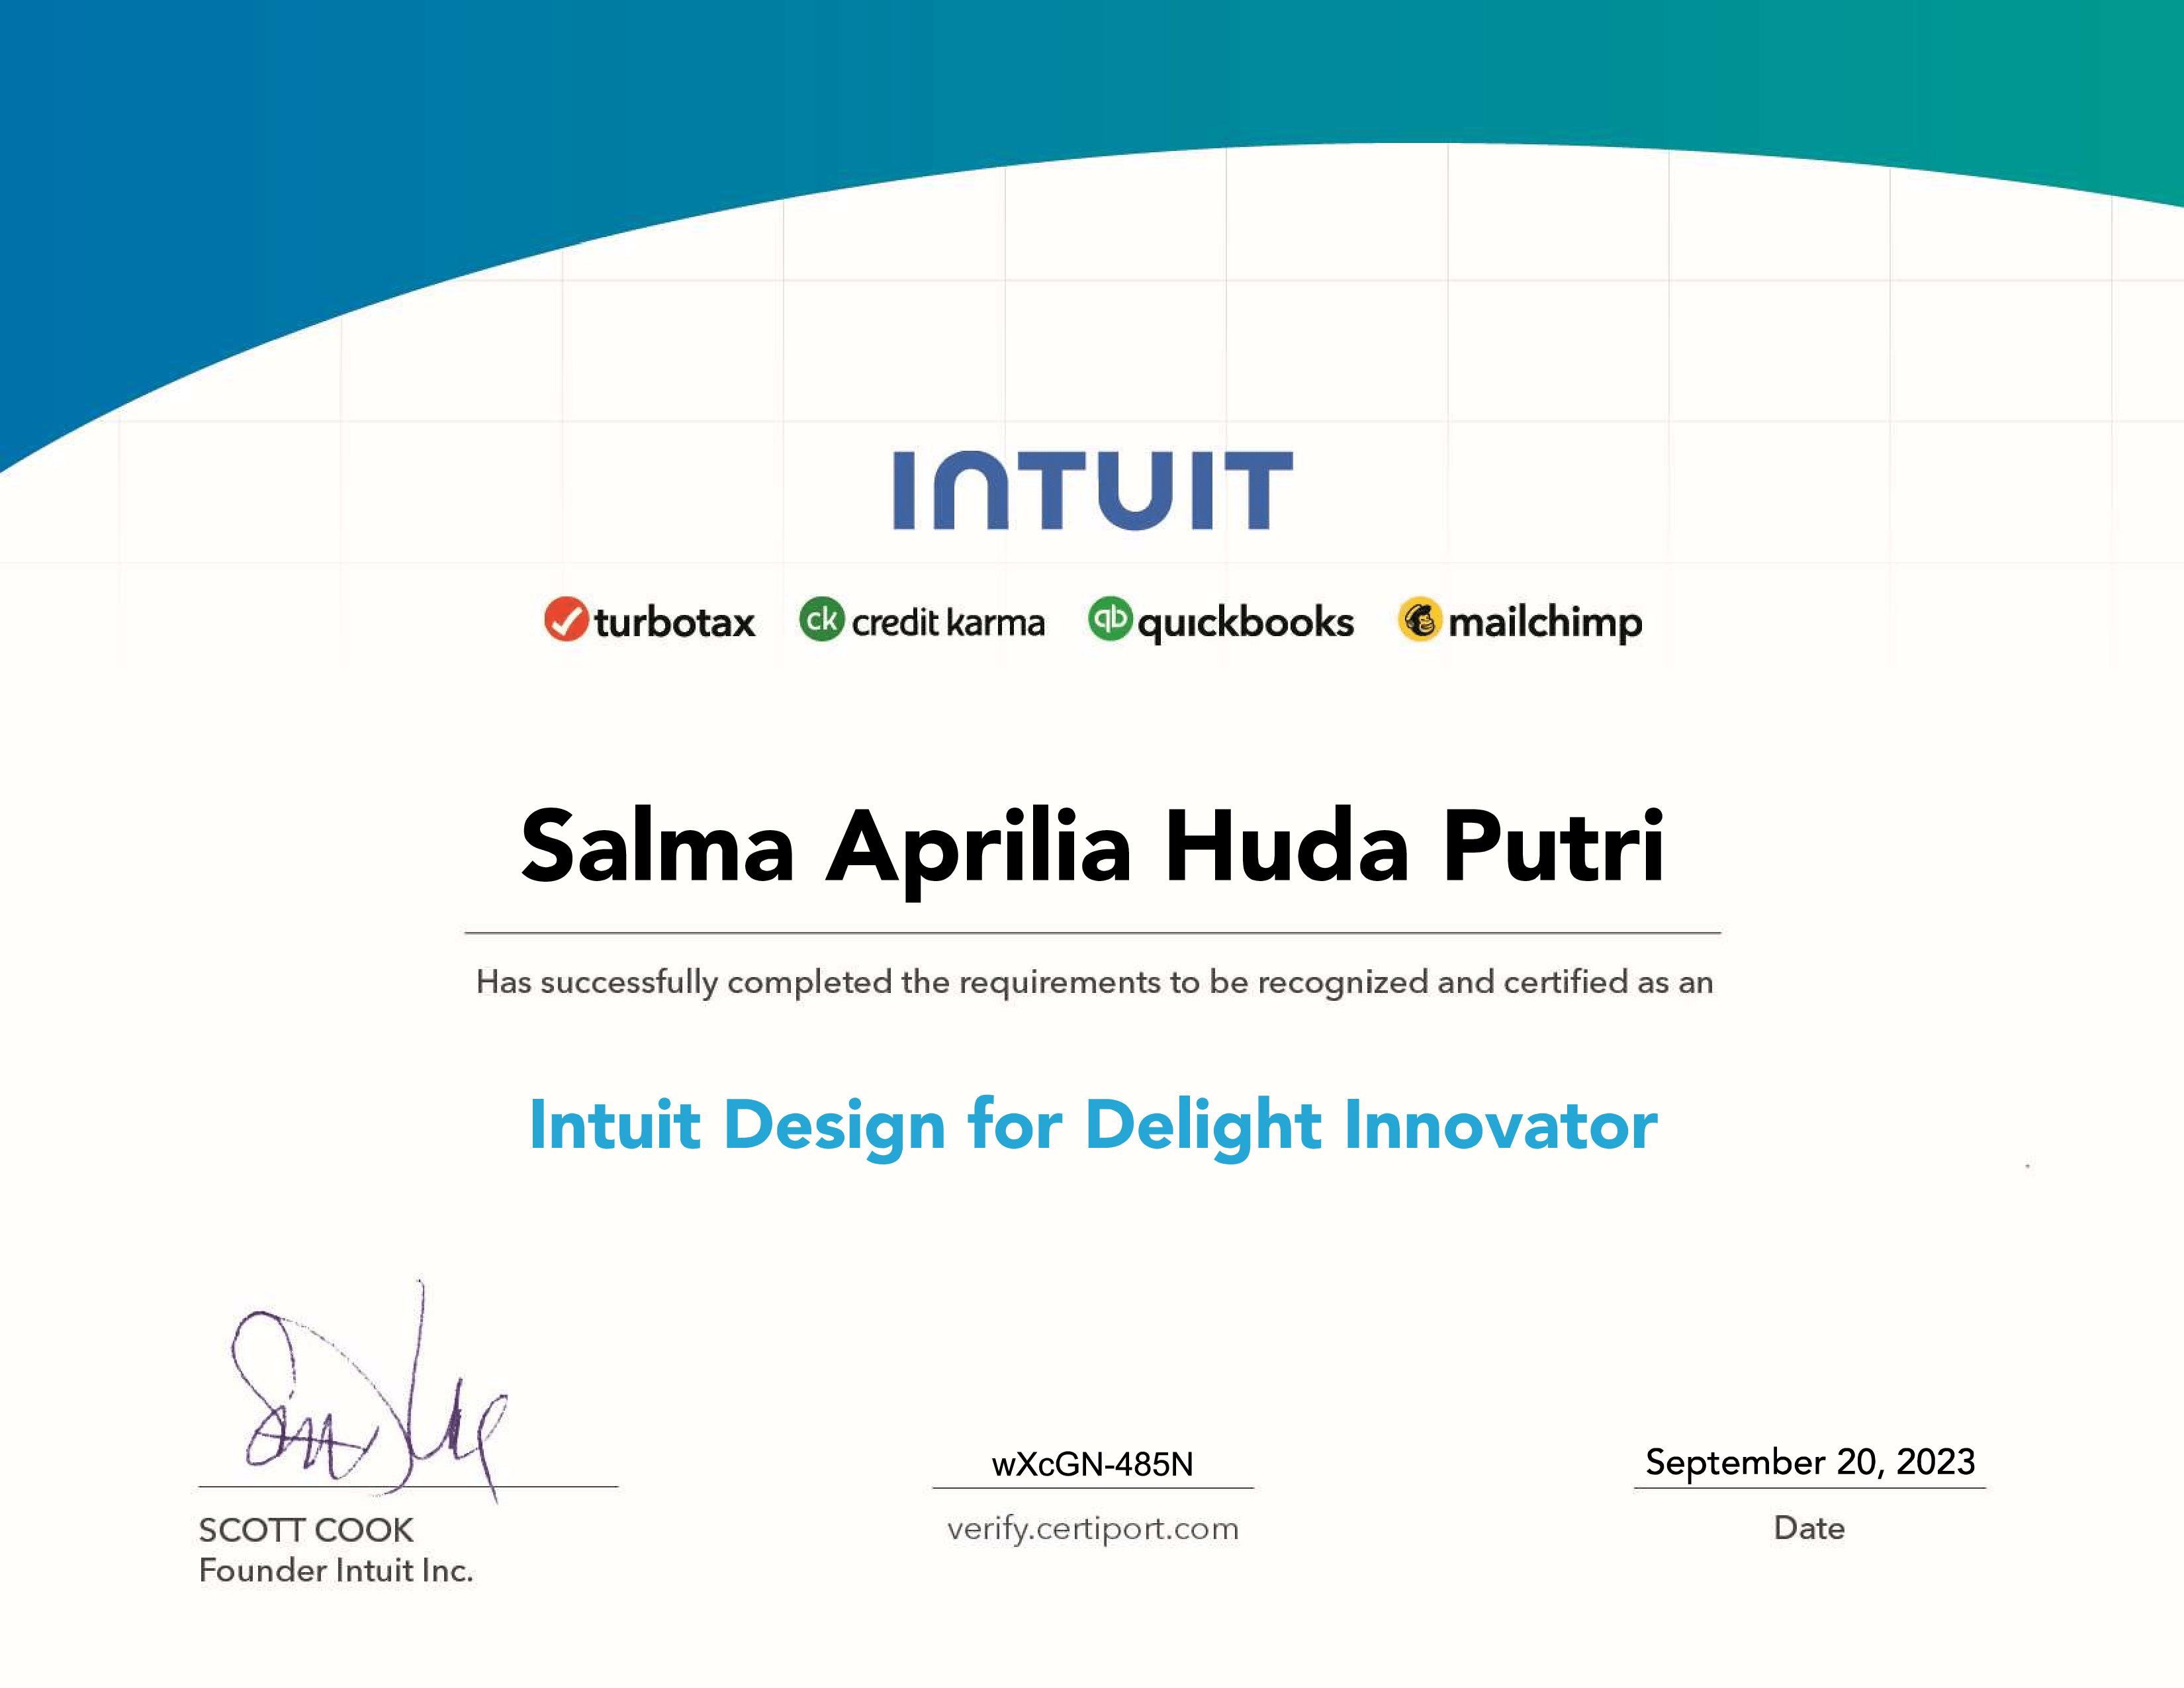 INTUIT
turbotax ck credit karma qb quickbooks mailchimp
Salma Aprilia Huda Putri
Has successfully completed the requirements to be recognized and certified as an
Intuit Design for Delight Innovator
wXcGN-485N
September 20, 2023
SCOTT COOK
verify.certiport.com
Date
Founder Intuit Inc.